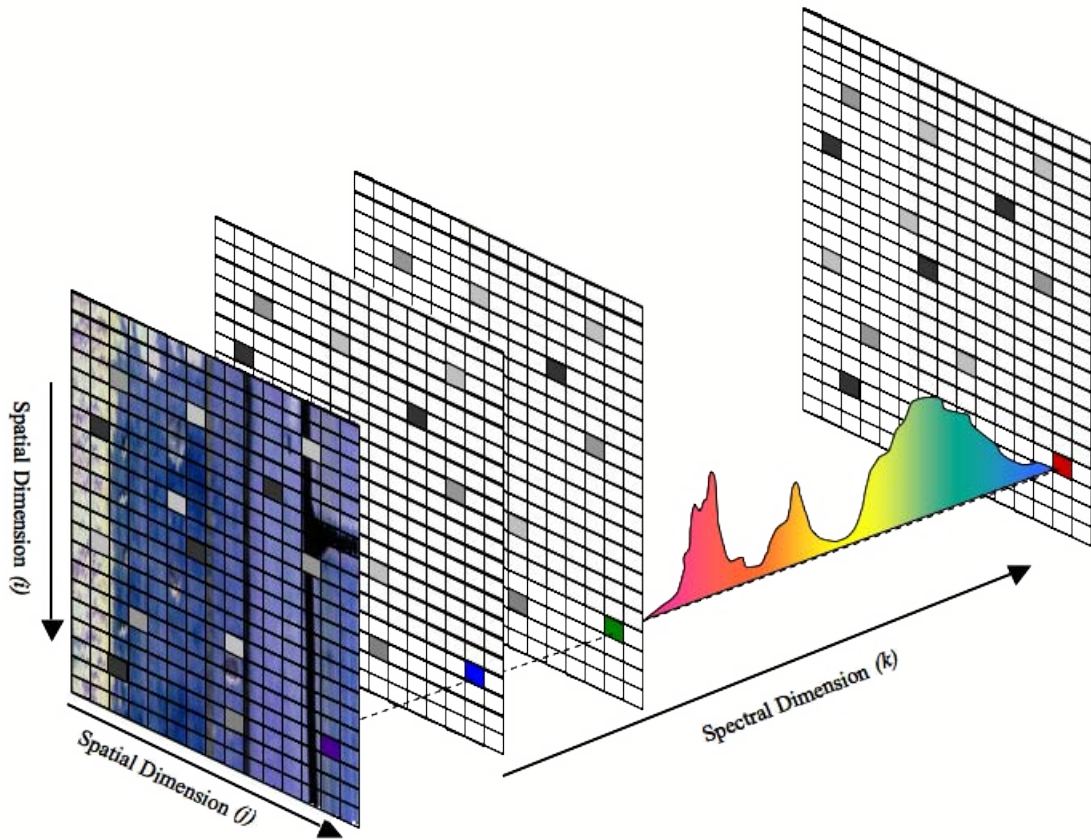 Spatial Dimension (i)
Spatial Dimension (j)
Spectral Dimension (k)